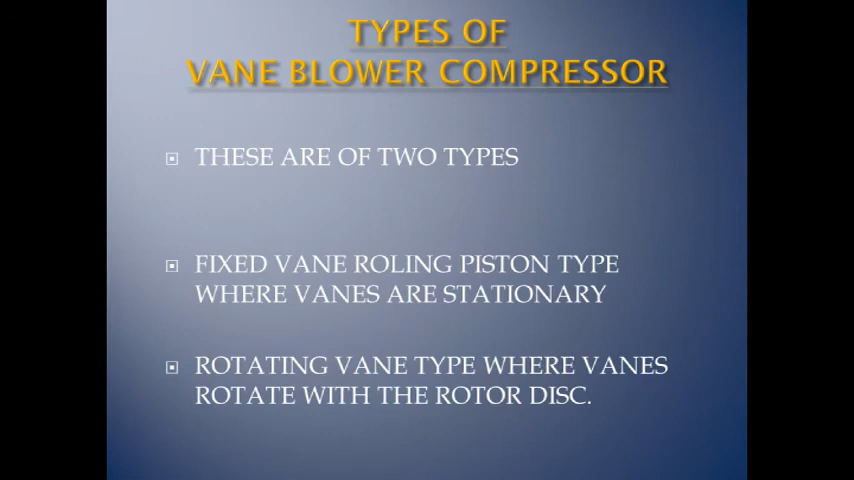 TYPES OF
VANE BLOWER COMPRESSOR
THESE ARE OF TWO TYPES
FIXED VANE ROLING PISTON TYPE
WHERE VANES ARE STATIONARY
ROTATING VANE TYPE WHERE VANES
ROTATE WITH THE ROTOR DISC.